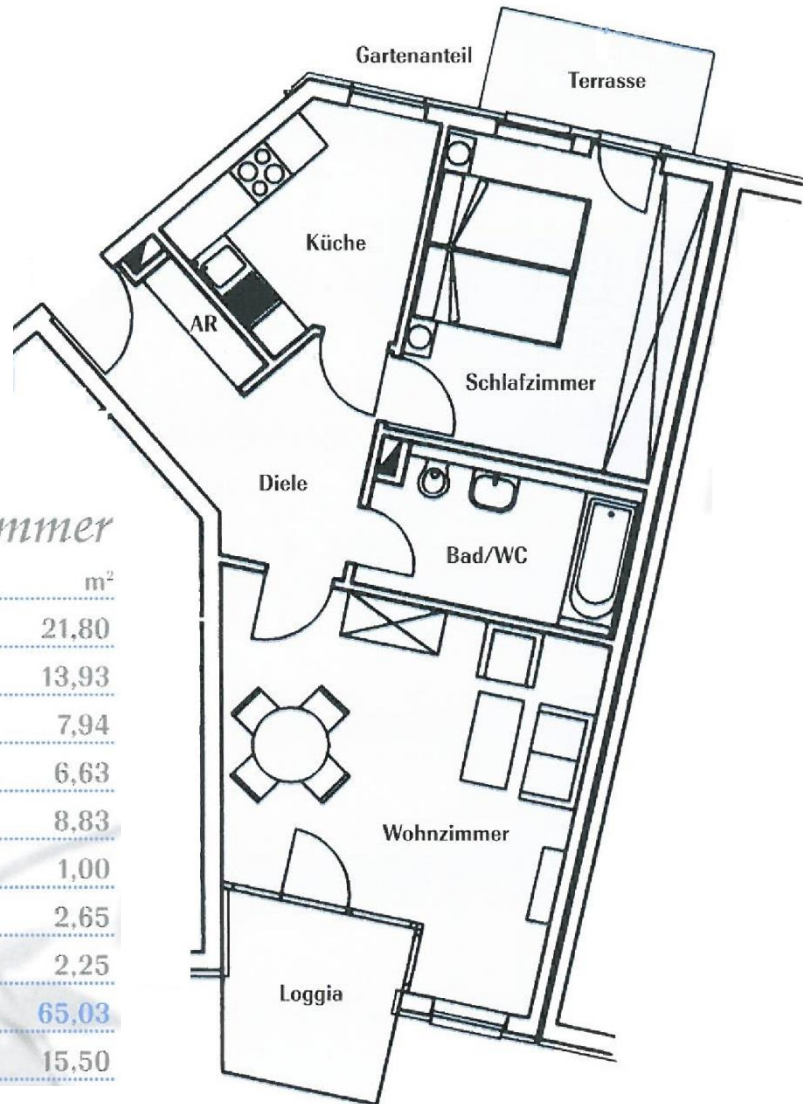 Gartenanteil
Terrasse
Küche
AR
Schlafzimmer
Diele
Bad/WC
Wohnzimmer
Loggia
mmer
m²
21,80
13,93
7,94
6,63
8,83
1,00
2,65
2,25
65,03
15,50